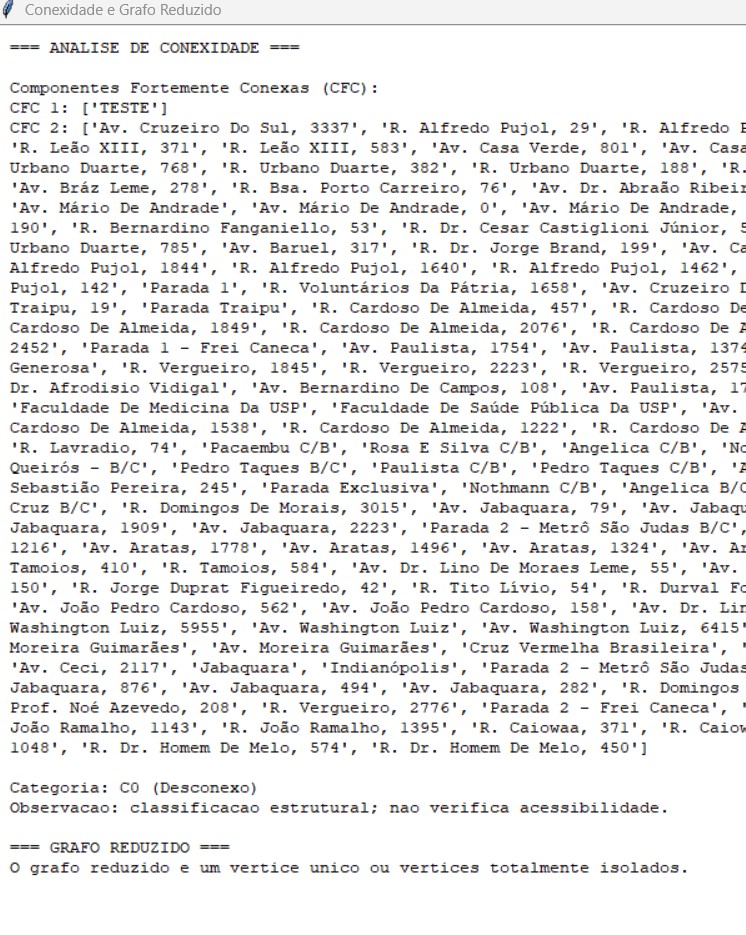 Conexidade e Grafo Reduzido
=== ANALISE DE CONEXIDADE ===
Componentes Fortemente Conexas (CFC):
CFC 1: ['TESTE']
CFC 2: ['Av. Cruzeiro Do Sul, 3337', 'R. Alfredo Pujol, 29', 'R. Alfredo
'R. Leão XIII, 371', 'R. Leão XIII, 583', 'Av. Casa Verde, 801', 'Av. Casa
Urbano Duarte, 768', 'R. Urbano Duarte, 382', 'R. Urbano Duarte, 188', 'R.
'Av. Bráz Leme, 278', 'R. Bsa. Porto Carreiro, 76', 'Av. Dr. Abraão Ribeir
'Av. Mário De Andrade', 'Av. Mário De Andrade, 0', 'Av. Mário De Andrade,
190', 'R. Bernardino Fanganiello, 53', 'R. Dr. Cesar Castiglioni Júnior, 5
Urbano Duarte, 785', 'Av. Baruel, 317', 'R. Dr. Jorge Brand, 199', 'Av. Ca
Alfredo Pujol, 1844', 'R. Alfredo Pujol, 1640', 'R. Alfredo Pujol, 1462',
Pujol, 142', 'Parada 1', 'R. Voluntários Da Pátria, 1658', 'Av. Cruzeiro D
Traipu, 19', 'Parada Traipu', 'R. Cardoso De Almeida, 457', 'R. Cardoso De
Cardoso De Almeida, 1849', 'R. Cardoso De Almeida, 2076', 'R. Cardoso De A
2452', 'Parada 1 - Frei Caneca', 'Av. Paulista, 1754', 'Av. Paulista, 1374
Generosa', 'R. Vergueiro, 1845', 'R. Vergueiro, 2223', 'R. Vergueiro, 2575
Dr. Afrodisio Vidigal', 'Av. Bernardino De Campos, 108', 'Av. Paulista, 17
'Faculdade De Medicina Da USP', 'Faculdade De Saúde Pública Da USP', 'Av.
Cardoso De Almeida, 1538', 'R. Cardoso De Almeida, 1222', 'R. Cardoso De A
'R. Lavradio, 74', 'Pacaembu C/B', 'Rosa E Silva C/B', 'Angelica C/B', 'No
Queirós - B/C', 'Pedro Taques B/C', 'Paulista C/B', 'Pedro Taques C/B', 'A
Sebastião Pereira, 245', 'Parada Exclusiva', 'Nothmann C/B', 'Angelica B/C
Cruz B/C', 'R. Domingos De Morais, 3015', 'Av. Jabaquara, 79', 'Av. Jabaqu
Jabaquara, 1909', 'Av. Jabaquara, 2223', 'Parada 2 - Metrô São Judas B/C',
1216', 'Av. Aratas, 1778', 'Av. Aratas, 1496', 'Av. Aratas, 1324', 'Av. Ar
Tamoios, 410', 'R. Tamoios, 584', 'Av. Dr. Lino De Moraes Leme, 55', 'Av.
150', 'R. Jorge Duprat Figueiredo, 42', 'R. Tito Lívio, 54', 'R. Durval Fo
'Av. João Pedro Cardoso, 562', 'Av. João Pedro Cardoso, 158', 'Av. Dr. Lin
Washington Luiz, 5955', 'Av. Washington Luiz', 'Av. Washington Luiz, 6415'
Moreira Guimarães', 'Av. Moreira Guimarães', 'Cruz Vermelha Brasileira', '
'Av. Ceci, 2117', 'Jabaquara', 'Indianópolis', 'Parada 2 - Metrô São Judas
Jabaquara, 876', 'Av. Jabaquara, 494', 'Av. Jabaquara, 282', 'R. Domingos
Prof. Noé Azevedo, 208', 'R. Vergueiro, 2776', 'Parada 2 - Frei Caneca', '
João Ramalho, 1143', 'R. João Ramalho, 1395', 'R. Caiowaa, 371', 'R. Caiow
1048', 'R. Dr. Homem De Melo, 574', 'R. Dr. Homem De Melo, 450']
Categoria: C0 (Desconexo)
Observacao: classificacao estrutural; nao verifica acessibilidade.
=== GRAFO REDUZIDO ===
O grafo reduzido e um vertice unico ou vertices totalmente isolados.